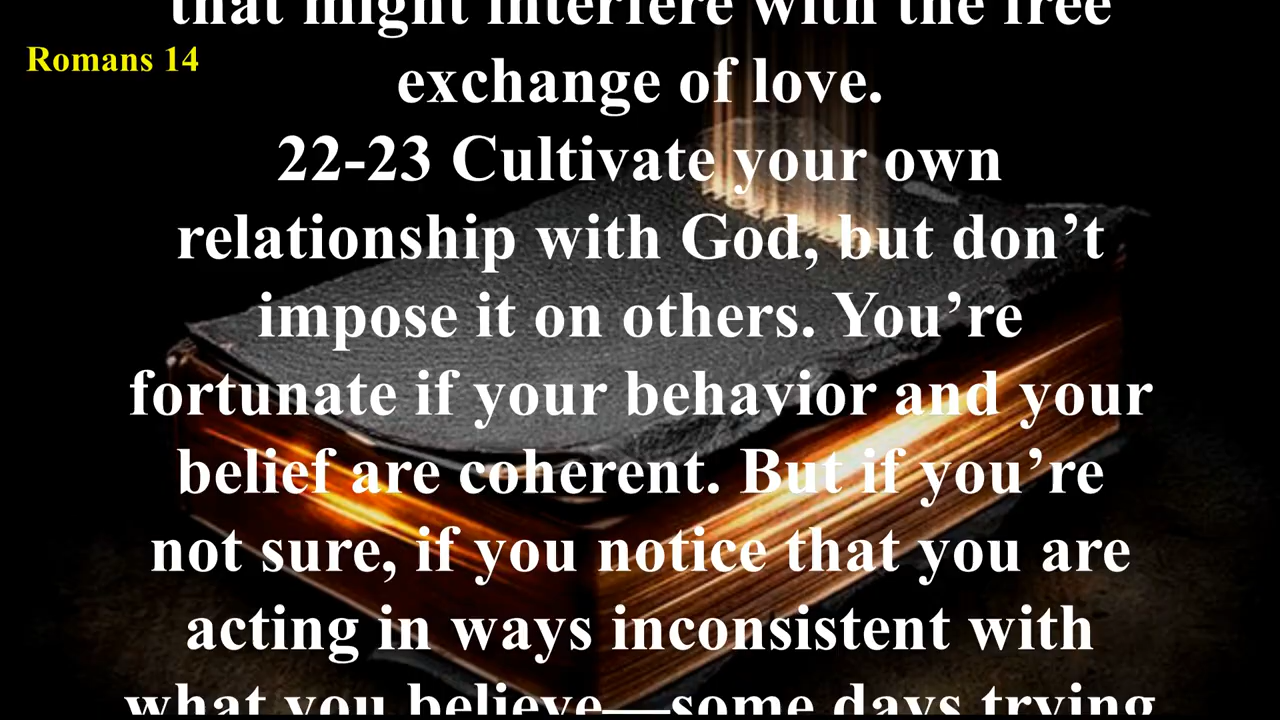 that might interfere with the free
Romans 14
exchange of love.
22-23 Cultivate your own
relationship with God, but don’t
impose it on others. You’re
fortunate if your behavior and your
belief are coherent. But if you’re
not sure, if you notice that you are
acting in ways inconsistent with
what you believe—some days trying